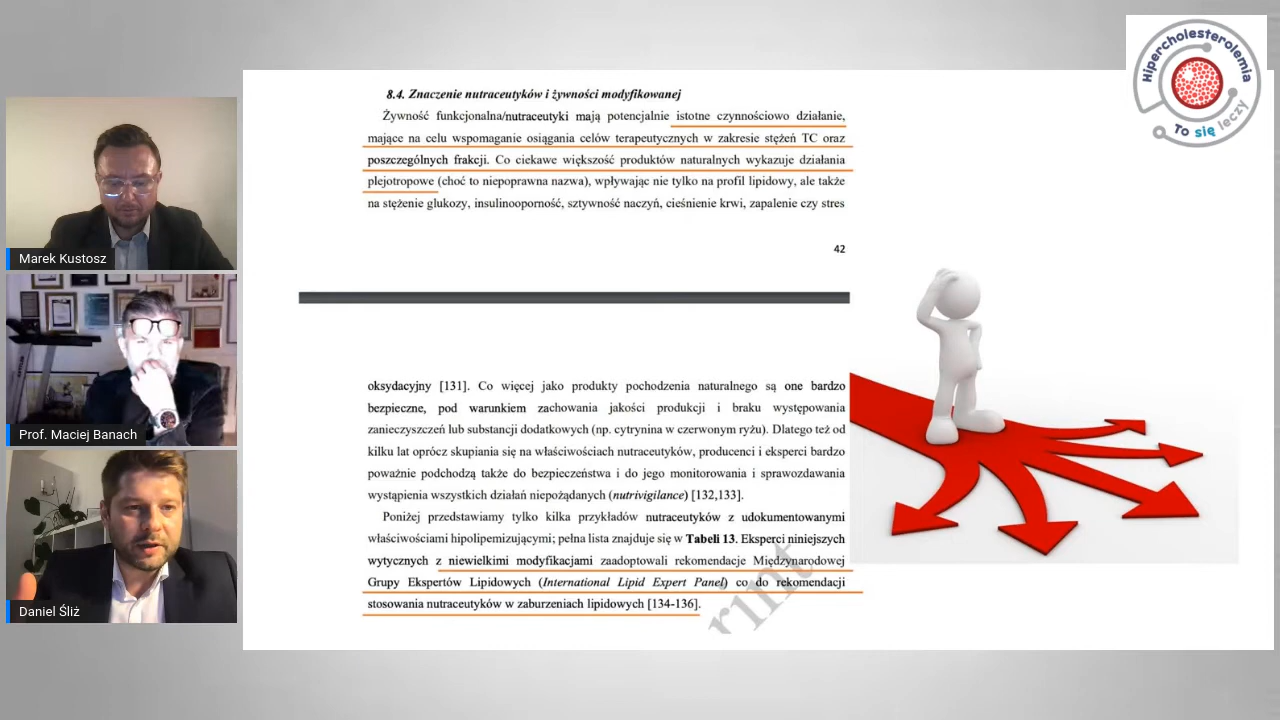 Hipercholesterolemia
To się leczy
8.4. Znaczenie nutraceutyków i żywności modyfikowanej
Żywność funkcjonalna/nutraceutyki mają potencjalnie istotne czynnościowo działanie,
mające na celu wspomaganie osiągania celów terapeutycznych w zakresie stężeń TC oraz
poszczególnych frakcji. Co ciekawe większość produktów naturalnych wykazuje działania
plejotropowe (choć to niepoprawna nazwa), wpływając nie tylko na profil lipidowy, ale także
na stężenie glukozy, insulinooporność, sztywność naczyń, cieśnienie krwi, zapalenie czy stres
42
oksydacyjny [131]. Co więcej jako produkty pochodzenia naturalnego są one bardzo
bezpieczne, pod warunkiem zachowania jakości produkcji i braku występowania
zanieczyszczeń lub substancji dodatkowych (np. cytrynina w czerwonym ryżu). Dlatego też od
kilku lat oprócz skupiania się na właściwościach nutraceutyków, producenci i eksperci bardzo
poważnie podchodzą także do bezpieczeństwa i do jego monitorowania i sprawozdawania
wystąpienia wszystkich działań niepożądanych (nutrivigilance) [132,133].
Poniżej przedstawiamy tylko kilka przykładów nutraceutyków z udokumentowanymi
właściwościami hipolipemizującymi; pełna lista znajduje się w Tabeli 13. Eksperci niniejszych
wytycznych z niewielkimi modyfikacjami zaadoptowali rekomendacje Międzynarodowej
Grupy Ekspertów Lipidowych (International Lipid Expert Panel) co do rekomendacji
stosowania nutraceutyków w zaburzeniach lipidowych [134-136].
rint
Marek Kustosz
Prof. Maciej Banach
Daniel Śliż